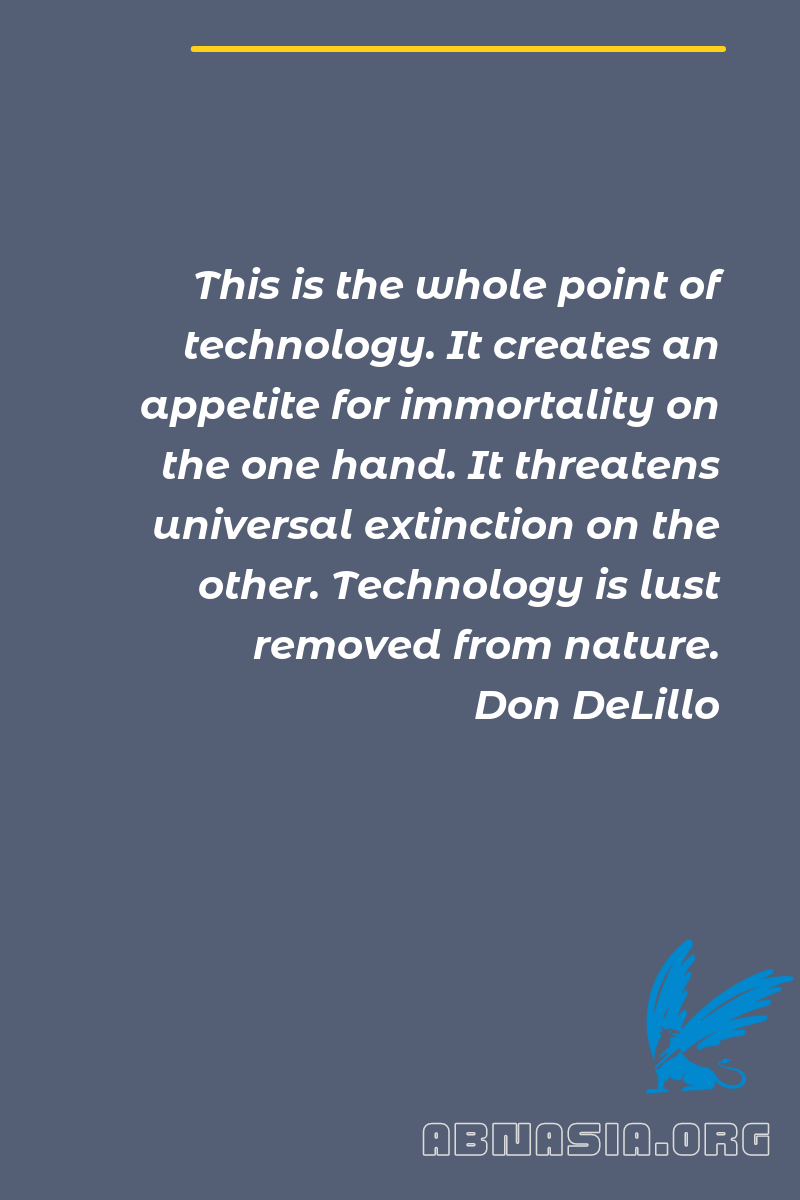 This is the whole point of
technology. It creates an
appetite for immortality on
the one hand. It threatens
universal extinction on the
other. Technology is lust
removed from nature.
Don DeLillo
ABNASIA.ORG